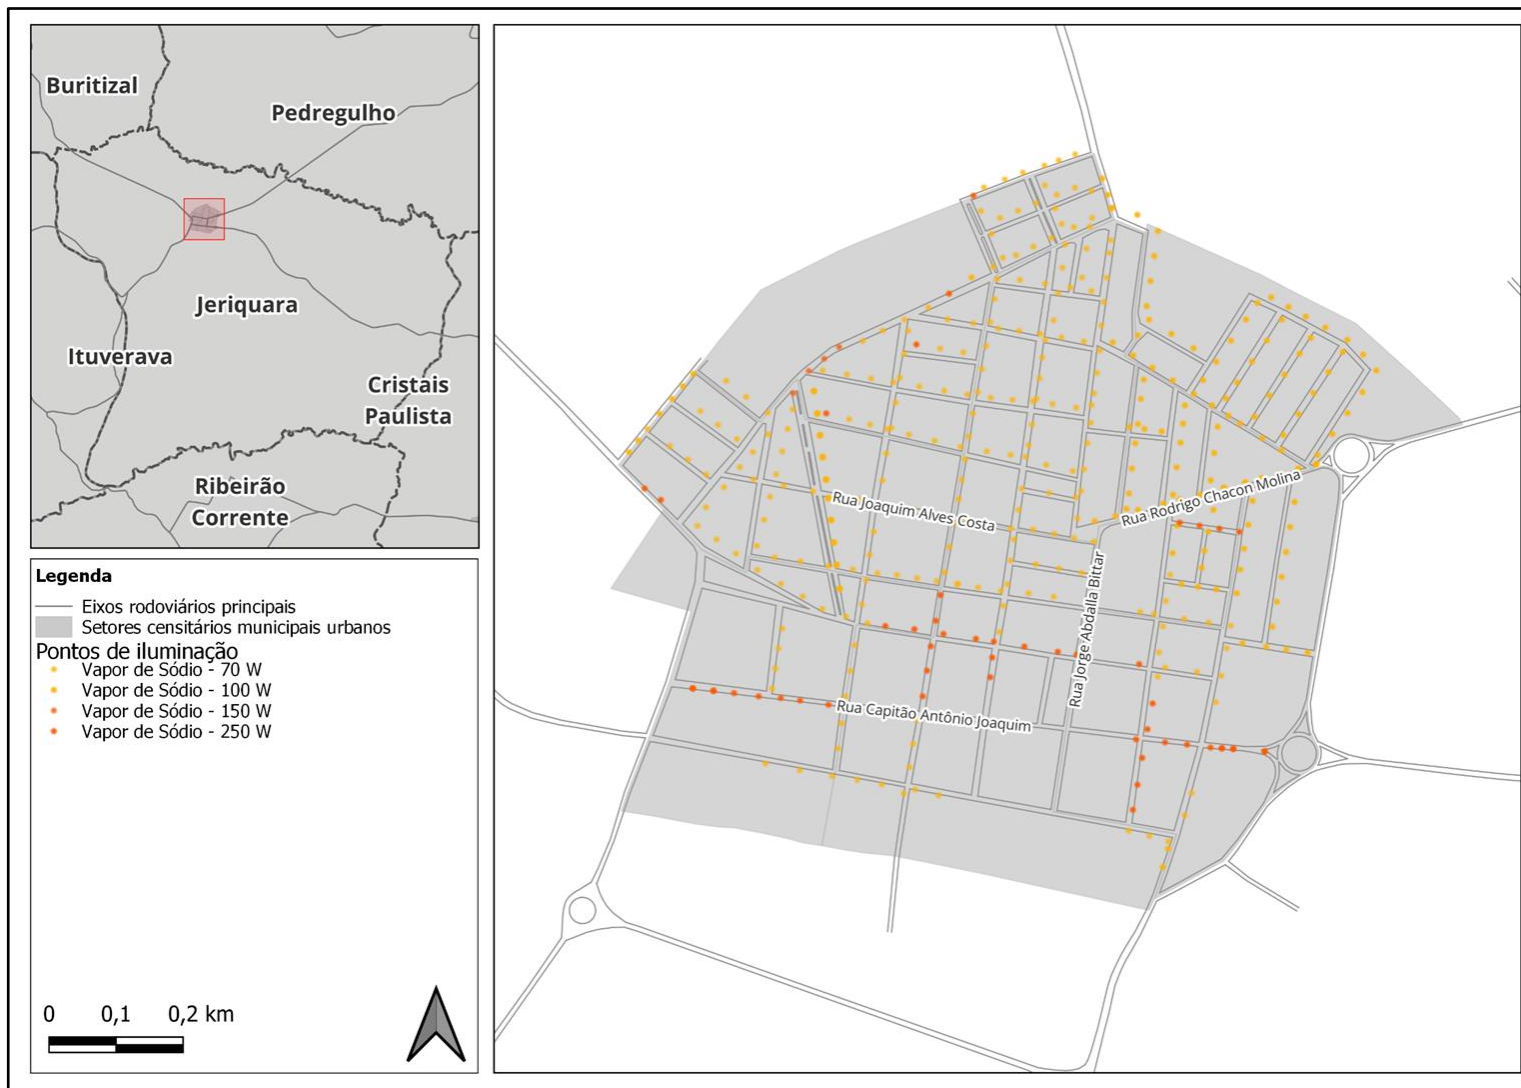 Buritizal
Pedregulho
Jeriquara
Ituverava
Cristais
Paulista
Ribeirão
Corrente
Legenda
Eixos rodoviários principais
Setores censitários municipais urbanos
Pontos de iluminação
Vapor de Sódio - 70 W
Vapor de Sódio - 100 W
Vapor de Sódio - 150 W
Vapor de Sódio - 250 W
0 0,1 0,2 km
Rua Rodrigo Chacon Molina
Rua Joaquim Alves Costa
Rua Jorge Abdalla Bittar
Rua Capitão Antônio Joaquim